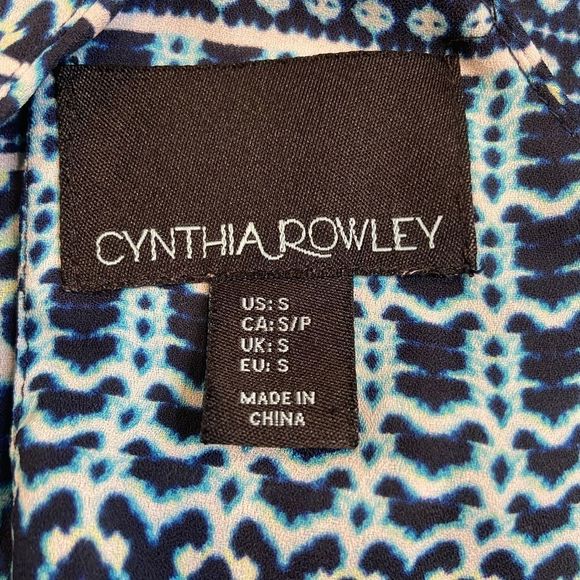 CYNTHIA ROWLEY
US: S
CA: S/P
UK: S
EU: S
MADE IN
CHINA